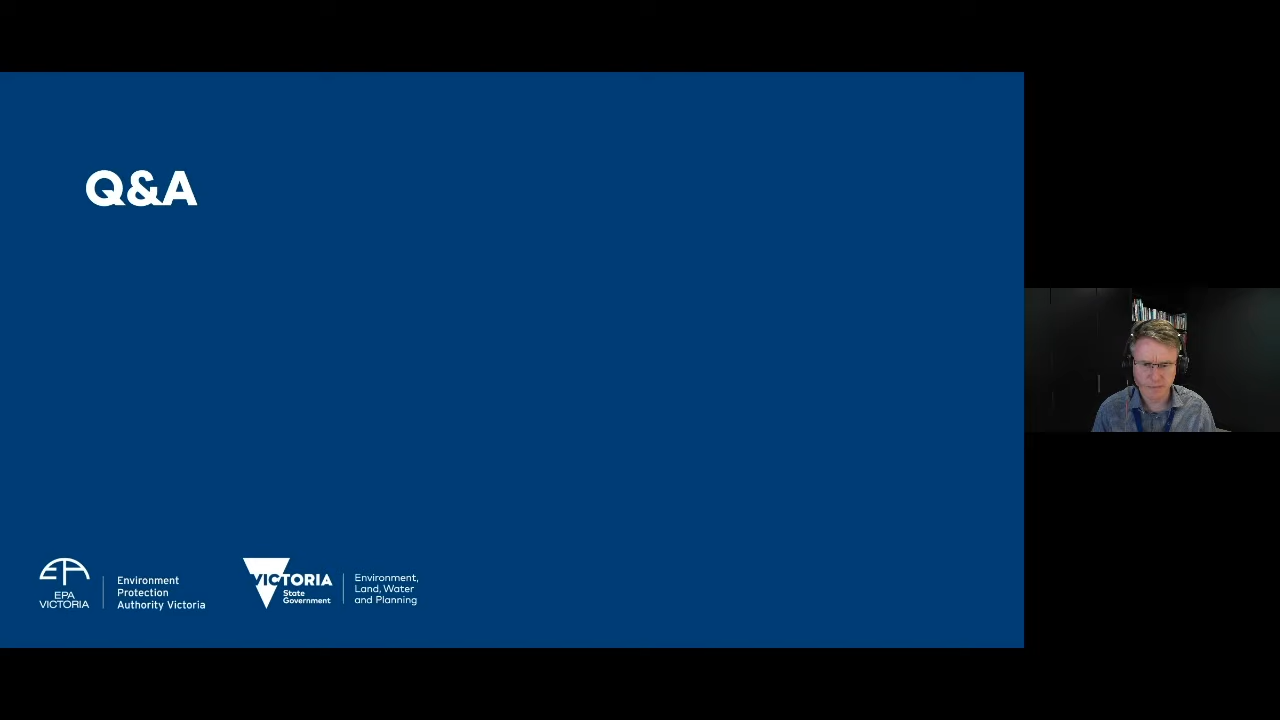 Q&A
EPA
VICTORIA
Environment
Protection
Authority Victoria
VICTORIA
State
Government
Environment,
Land, Water
and Planning